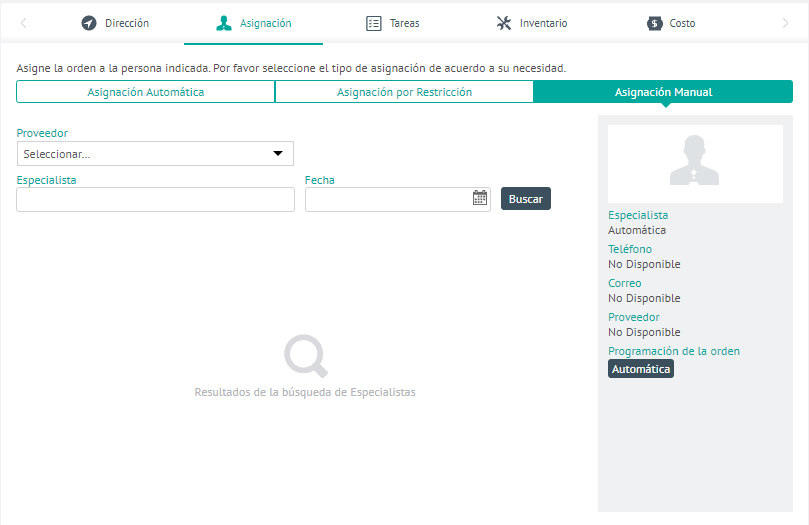 Dirección
Asignación
Tareas
Inventario
Costo
Asigne la orden a la persona indicada. Por favor seleccione el tipo de asignación de acuerdo a su necesidad.
Asignación Automática
Asignación por Restricción
Asignación Manual
Proveedor
Seleccionar...
Especialista
Fecha
Buscar
Resultados de la búsqueda de Especialistas
Especialista
Automática
Teléfono
No Disponible
Correo
No Disponible
Proveedor
No Disponible
Programación de la orden
Automática